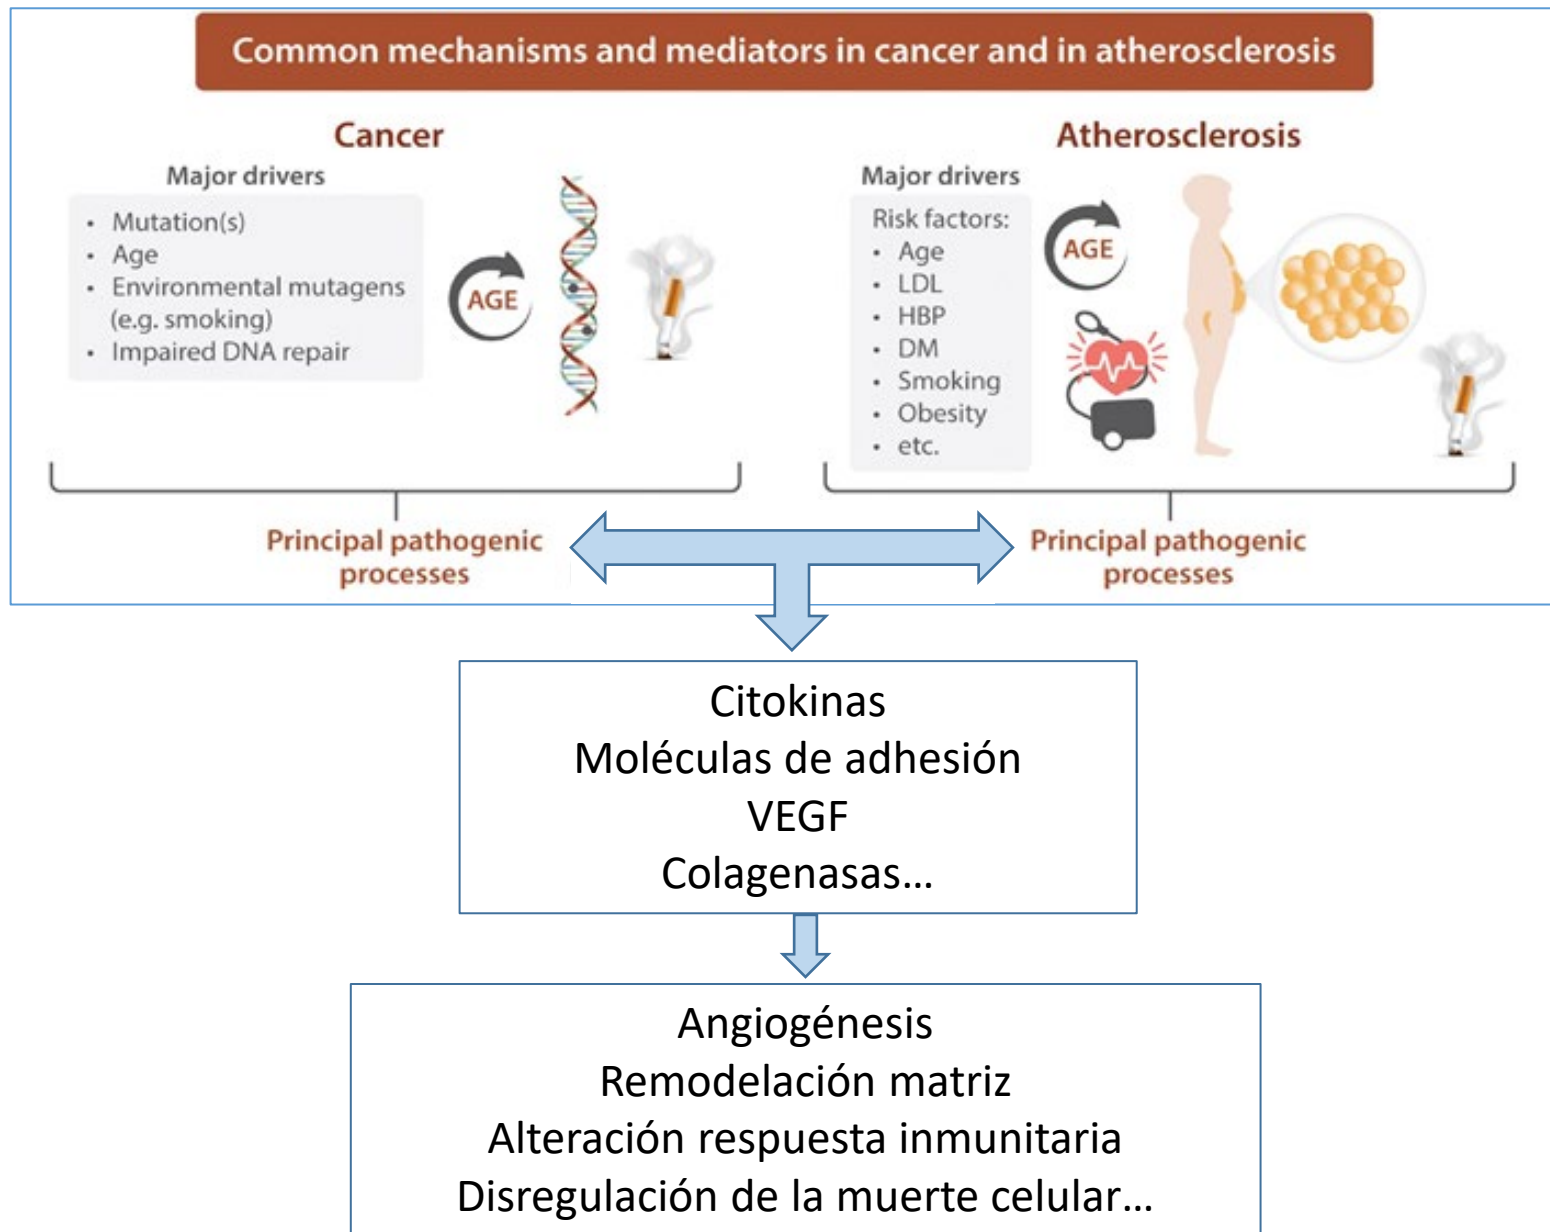 Common mechanisms and mediators in cancer and in atherosclerosis
Cancer
Major drivers
• Mutation(s)
• Age
• Environmental mutagens
(e.g. smoking)
• Impaired DNA repair
AGE
Principal pathogenic
processes
Atherosclerosis
Major drivers
Risk factors:
• Age
• LDL
• HBP
• DM
• Smoking
• Obesity
• etc.
AGE
Principal pathogenic
processes
Citokinas
Moléculas de adhesión
VEGF
Colagenasas…
Angiogénesis
Remodelación matriz
Alteración respuesta inmunitaria
Disregulación de la muerte celular…